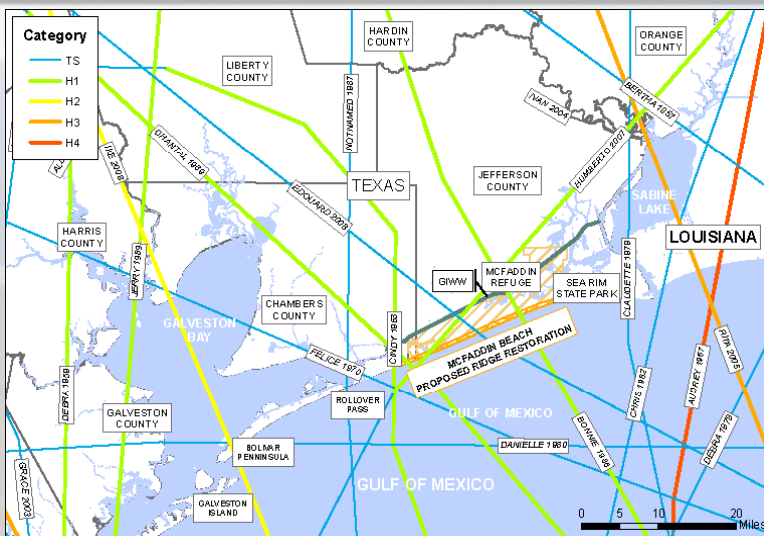 Category
TS
H1
H2
H3
H4
HARDIN
COUNTY
ORANGE
COUNTY
LIBERTY
COUNTY
NOTNAMED 1987
IVAN 2004
BERTHA 1957
IKE 2008
CHANTAL 1989
EDOUARD 2008
HUMBERTO 2007
TEXAS
JEFFERSON
COUNTY
SABINE
LAKE
HARRIS
COUNTY
JERRY 1989
LOUISIANA
GIWW
MCFADDIN
REFUGE
SEA RIM
STATE PARK
CLAUDETTE 1979
CHAMBERS
COUNTY
GALVESTON
BAY
CINDY 1963
FELICE 1970
MCFADDIN BEACH
PROPOSED RIDGE RESTORATION
RITA 2005
AUDREY 1957
CHRIS 1982
DEBRA 1959
ROLLOVER
PASS
GALVESTON
COUNTY
GULF OF MEXICO
BONNIE 1986
DANIELLE 1980
DEBRA 1978
BOLIVAR
PENNINSULA
GRACE 2003
GALVESTON
ISLAND
GULF OF MEXICO
0 5 10 20
Miles